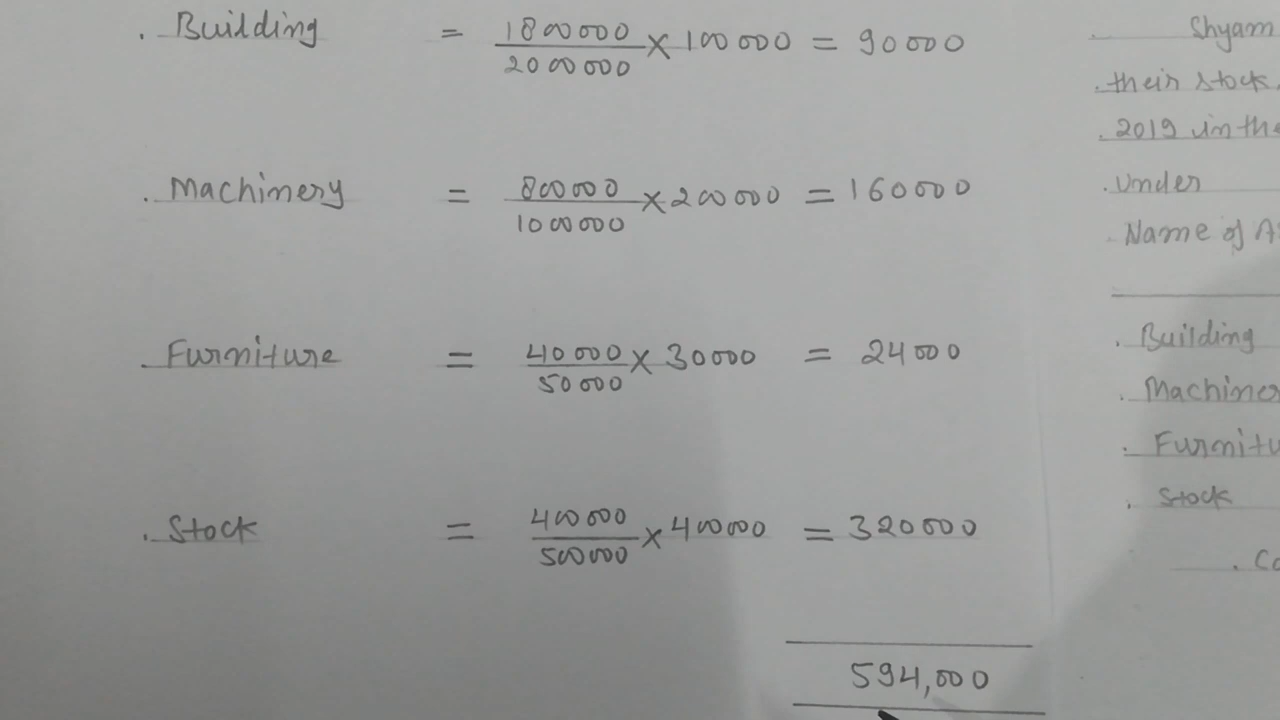 . Building = 1800000/2000000 × 100000 = 90000
. Machinery = 800000/1000000 × 200000 = 160000
. Furniture = 40000/50000 × 30000 = 24000
. Stock = 400000/500000 × 400000 = 320000
594,000
Shyam
. their stock,
. 2019 in the
. under
. Name of
. Building
. Machiner
. Furnitu
. Stock